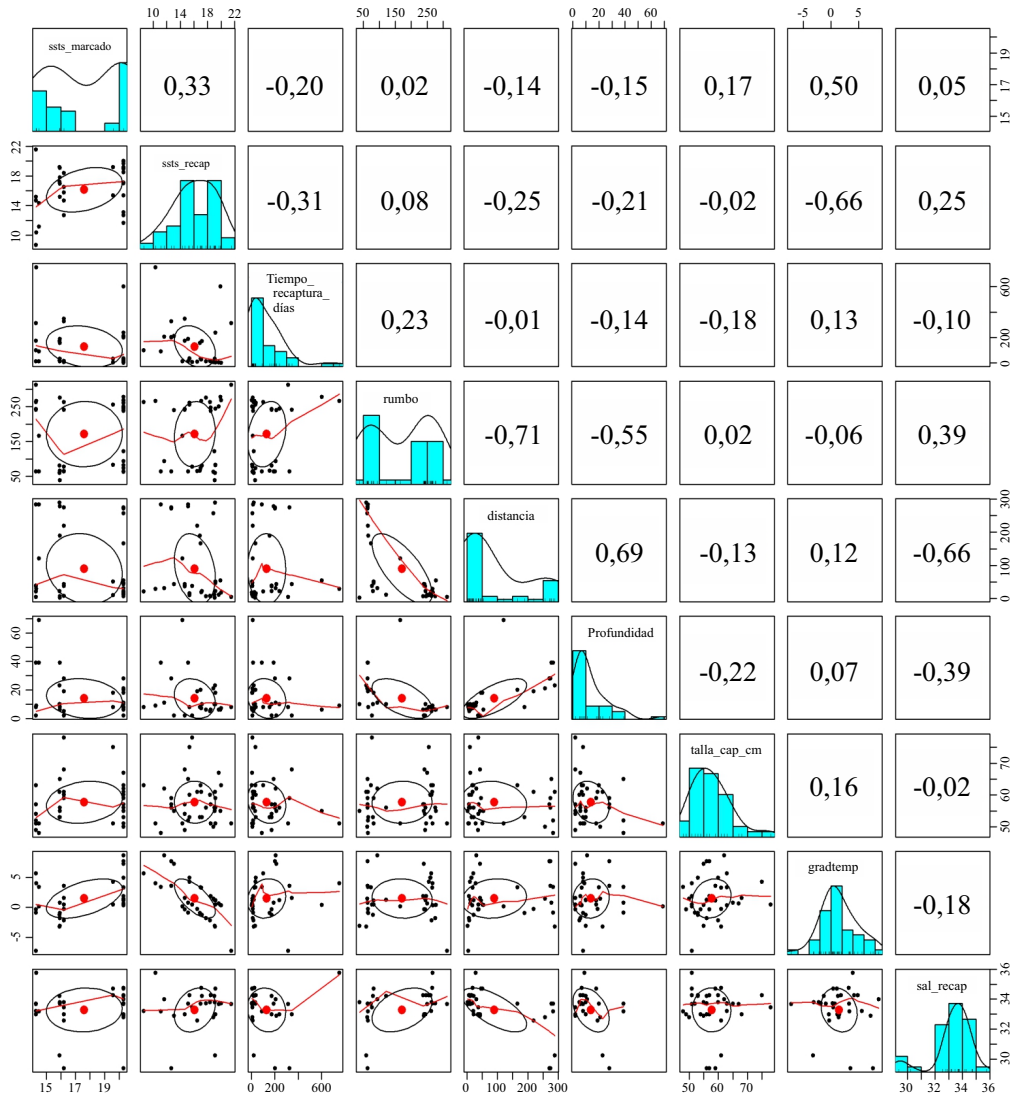 10 14 18 22 50 150 250 0 20 40 60 -5 0 5
ssts_marcado 0,33 -0,20 0,02 -0,14 -0,15 0,17 0,50 0,05 15 17 19
22 18 14 10 ssts_recap -0,31 0,08 -0,25 -0,21 -0,02 -0,66 0,25
Tiempo_
recaptura_
días
0,23 -0,01 -0,14 -0,18 0,13 -0,10 0 200 600
250 150 50 rumbo -0,71 -0,55 0,02 -0,06 0,39
distancia 0,69 -0,13 0,12 -0,66 0 100 200 300
60 40 20 0 Profundidad -0,22 0,07 -0,39
talla_cap_cm 0,16 -0,02 50 60 70
5 0 -5 gradtemp -0,18
sal_recap 30 32 33 34 36
15 17 19 0 200 600 0 100 200 300 50 60 70 30 32 34 36